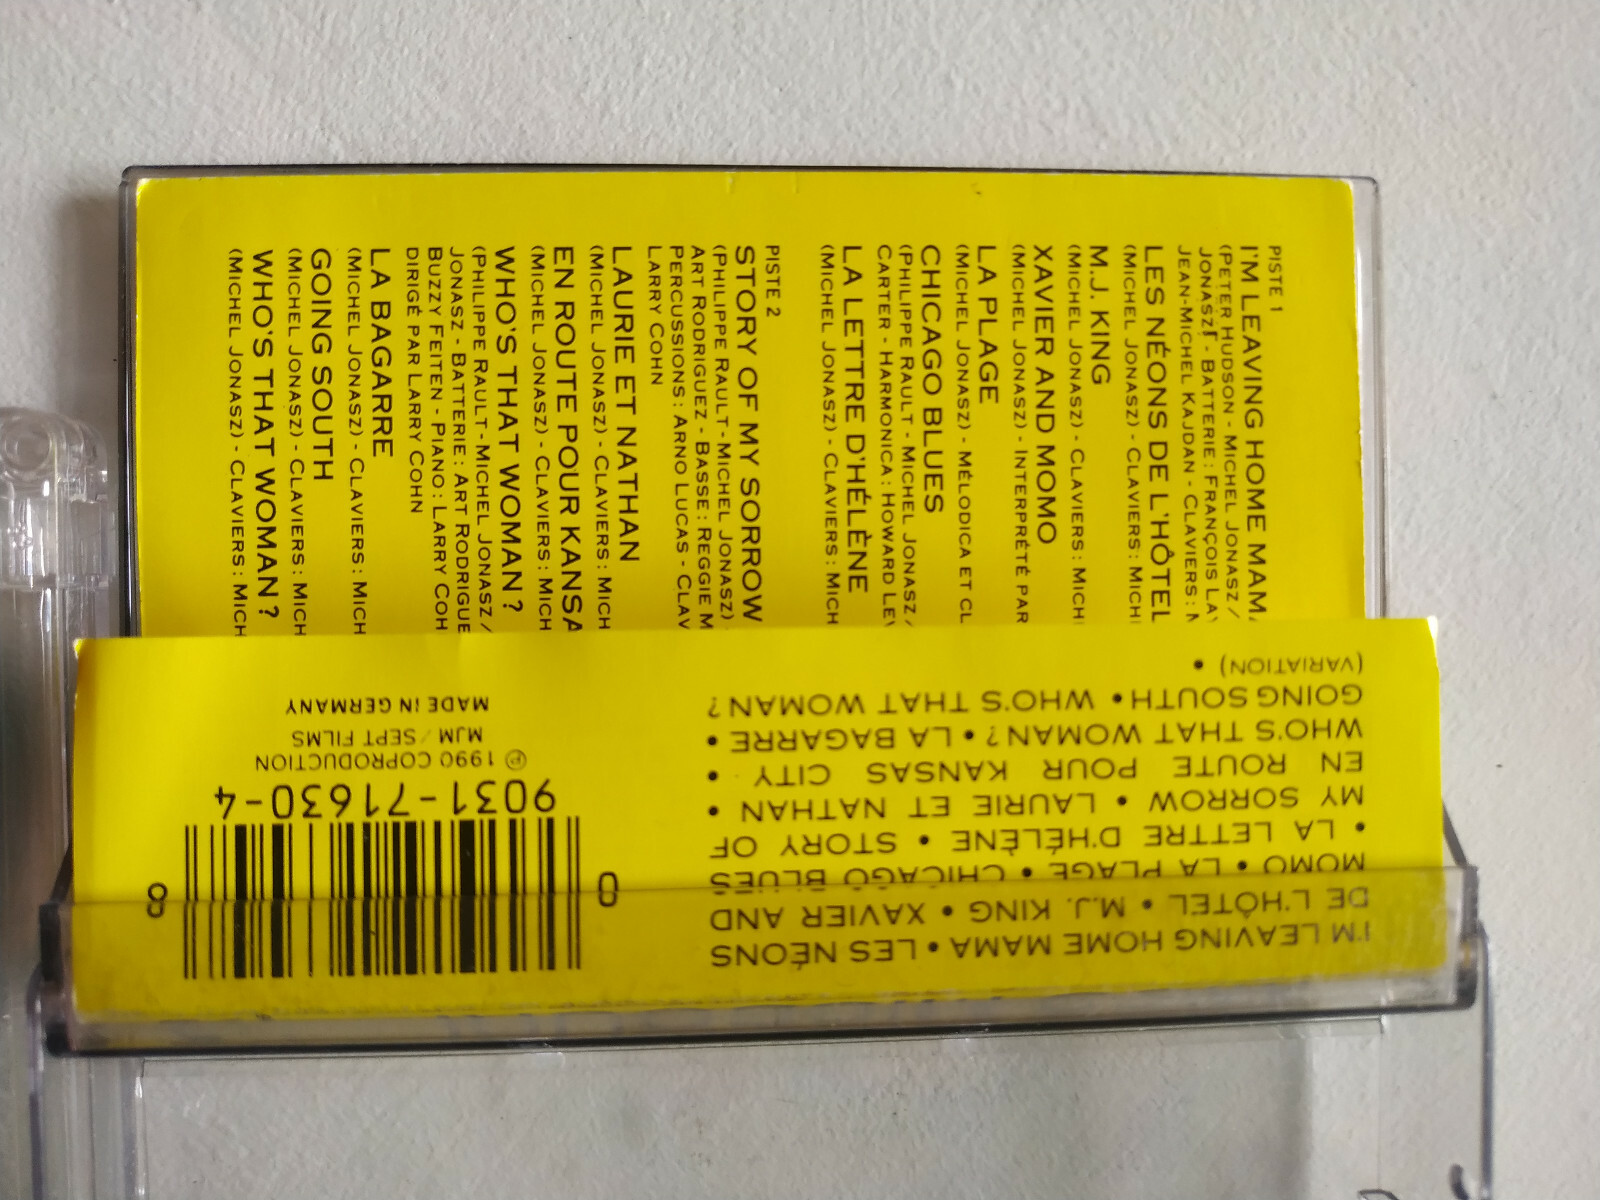 PISTE 1
I'M LEAVING HOME MAMA
(PETER HUDSON - MICHEL JONASZ /
JONASZ) - BATTERIE : FRANÇOIS
JEAN-MICHEL KAJDAN - CLAVIERS :
LES NÉONS DE L'HÔTEL
(MICHEL JONASZ) - CLAVIERS : MICH
M.J. KING
(MICHEL JONASZ) - CLAVIERS : MICH
XAVIER AND MOMO
(MICHEL JONASZ) - INTERPRÉTÉ PAR
LA PLAGE
(MICHEL JONASZ) - MÉLODICA ET CL
CHICAGO BLUES
(PHILIPPE RAULT - MICHEL JONASZ /
CARTER - HARMONICA : HOWARD LEV
LA LETTRE D'HÉLÈNE
(MICHEL JONASZ) - CLAVIERS : MICH
PISTE 2
STORY OF MY SORROW
(PHILIPPE RAULT - MICHEL JONASZ)
ART RODRIGUEZ - BASSE : REGGIE M
PERCUSSIONS : ARNO LUCAS - CLAV
LARRY COHN
LAURIE ET NATHAN
(MICHEL JONASZ) - CLAVIERS : MICH
EN ROUTE POUR KANSA
(MICHEL JONASZ) - CLAVIERS : MICH
WHO'S THAT WOMAN ?
(PHILIPPE RAULT - MICHEL JONASZ /
JONASZ - BATTERIE : ART RODRIGUE
BUZZY FEITEN - PIANO : LARRY COH
DIRIGÉ PAR LARRY COHN
LA BAGARRE
(MICHEL JONASZ) - CLAVIERS : MICH
GOING SOUTH
(MICHEL JONASZ) - CLAVIERS : MICH
WHO'S THAT WOMAN ?
(MICHEL JONASZ) - CLAVIERS : MICH
I'M LEAVING HOME MAMA • LES NÉONS
DE L'HÔTEL • M.J. KING • XAVIER AND
MOMO • LA PLAGE • CHICAGO BLUES
• LA LETTRE D'HÉLÈNE • STORY OF
MY SORROW • LAURIE ET NATHAN •
EN ROUTE POUR KANSAS CITY •
WHO'S THAT WOMAN? • LA BAGARRE •
GOING SOUTH • WHO'S THAT WOMAN?
(VARIATION) •
0 8
9031-71630-4
℗ 1990 COPRODUCTION
MJM / SEPT FILMS
MADE IN GERMANY